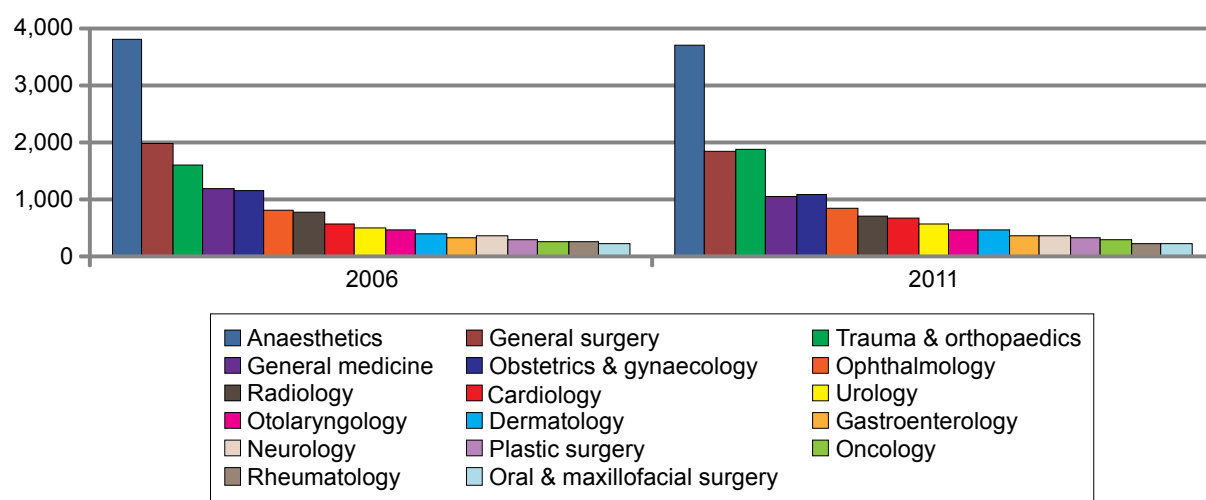 4,000
3,000
2,000
1,000
0
2006 2011
Anaesthetics General surgery Trauma & orthopaedics
General medicine Obstetrics & gynaecology Ophthalmology
Radiology Cardiology Urology
Otolaryngology Dermatology Gastroenterology
Neurology Plastic surgery Oncology
Rheumatology Oral & maxillofacial surgery